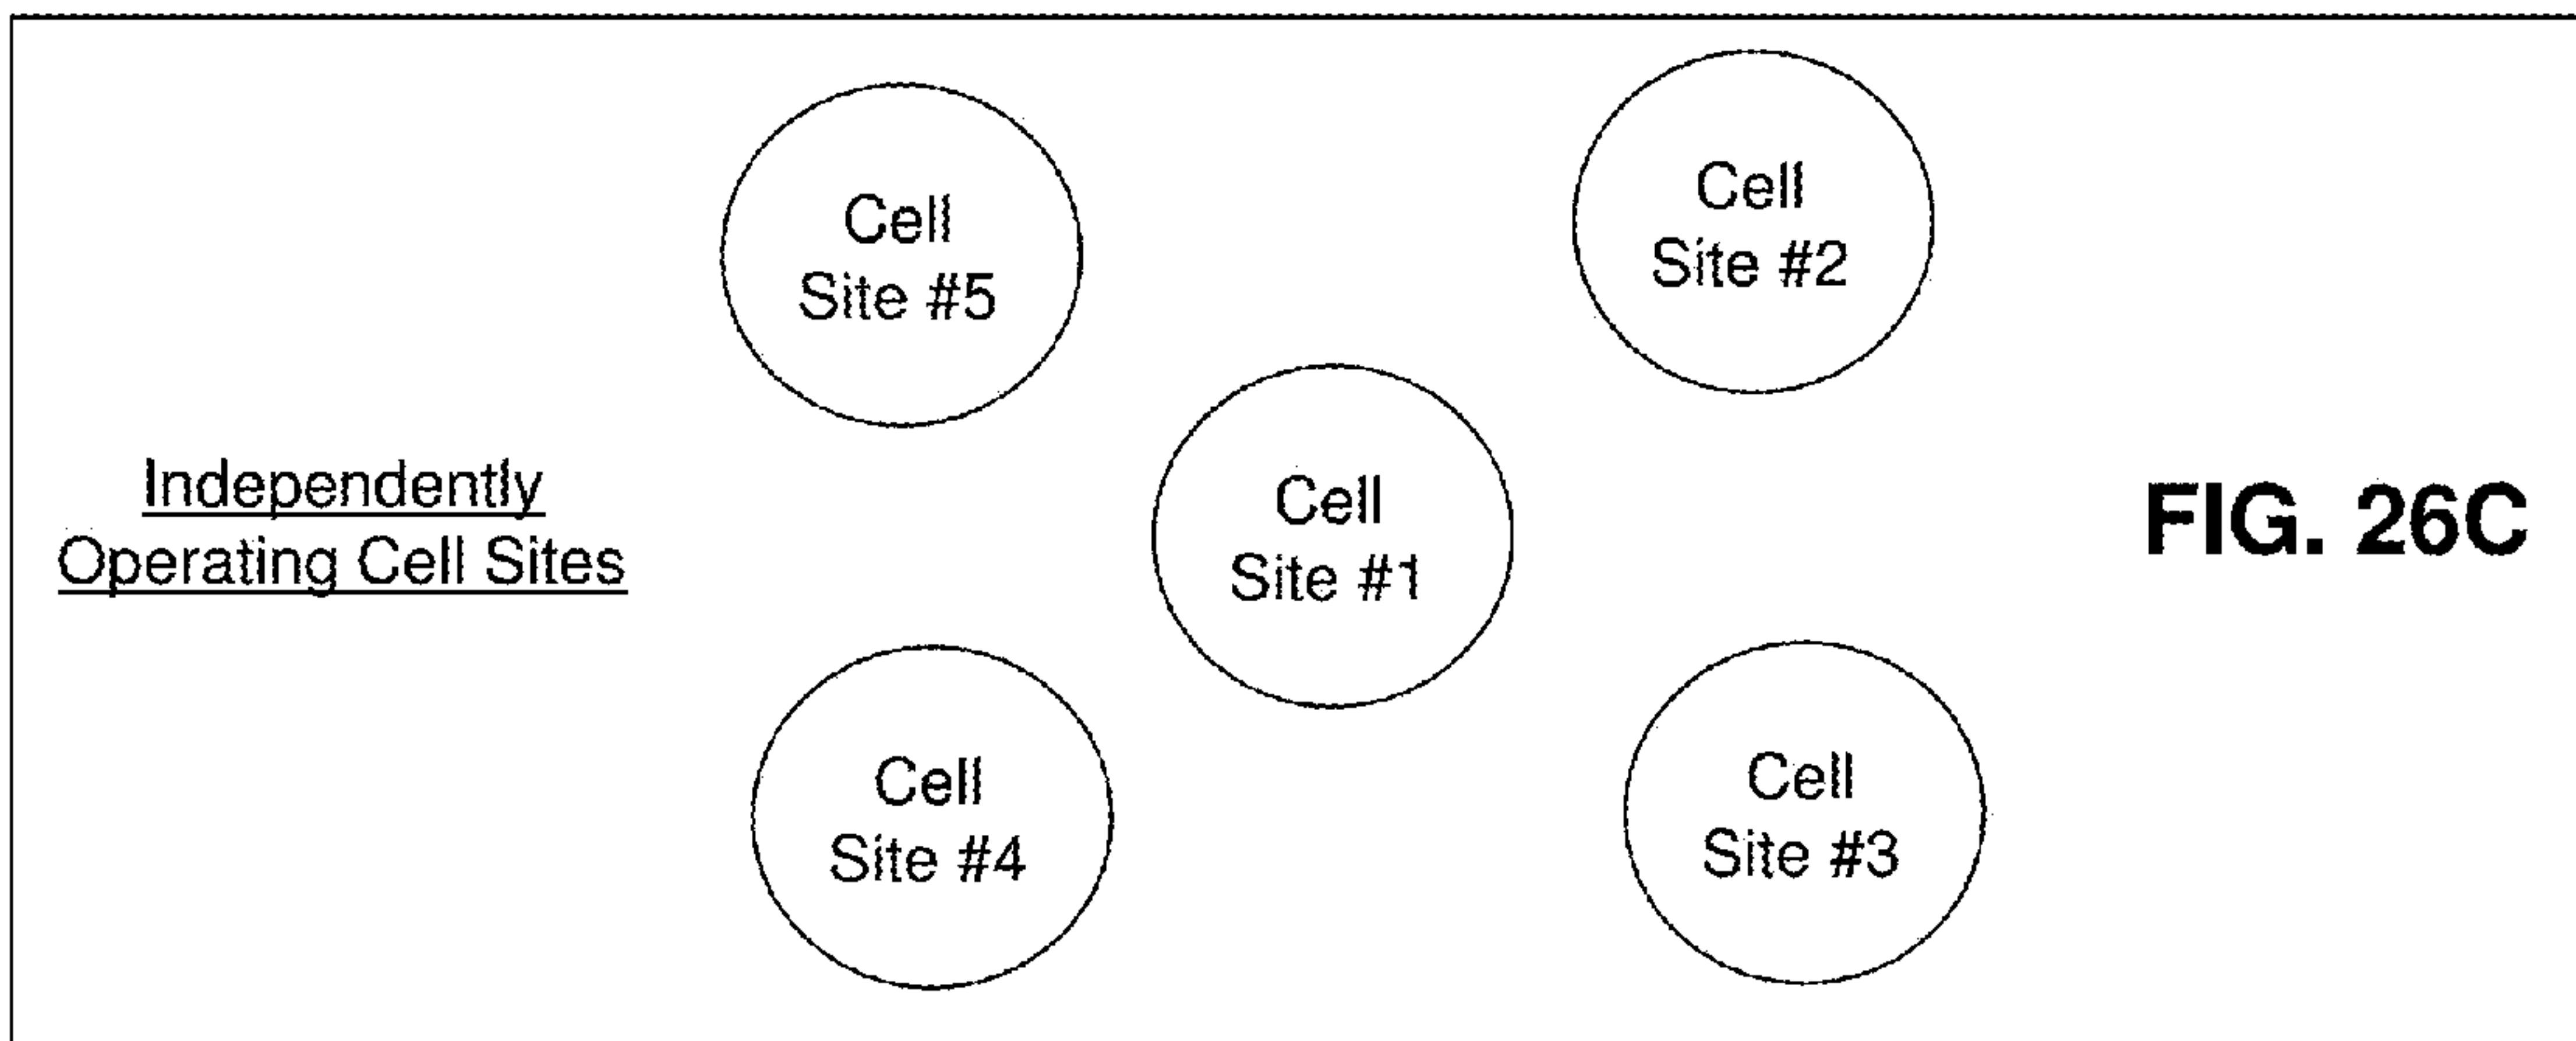 Cell
Site #5
Cell
Site #2
Independently
Operating Cell Sites
Cell
Site #1
FIG. 26C
Cell
Site #4
Cell
Site #3